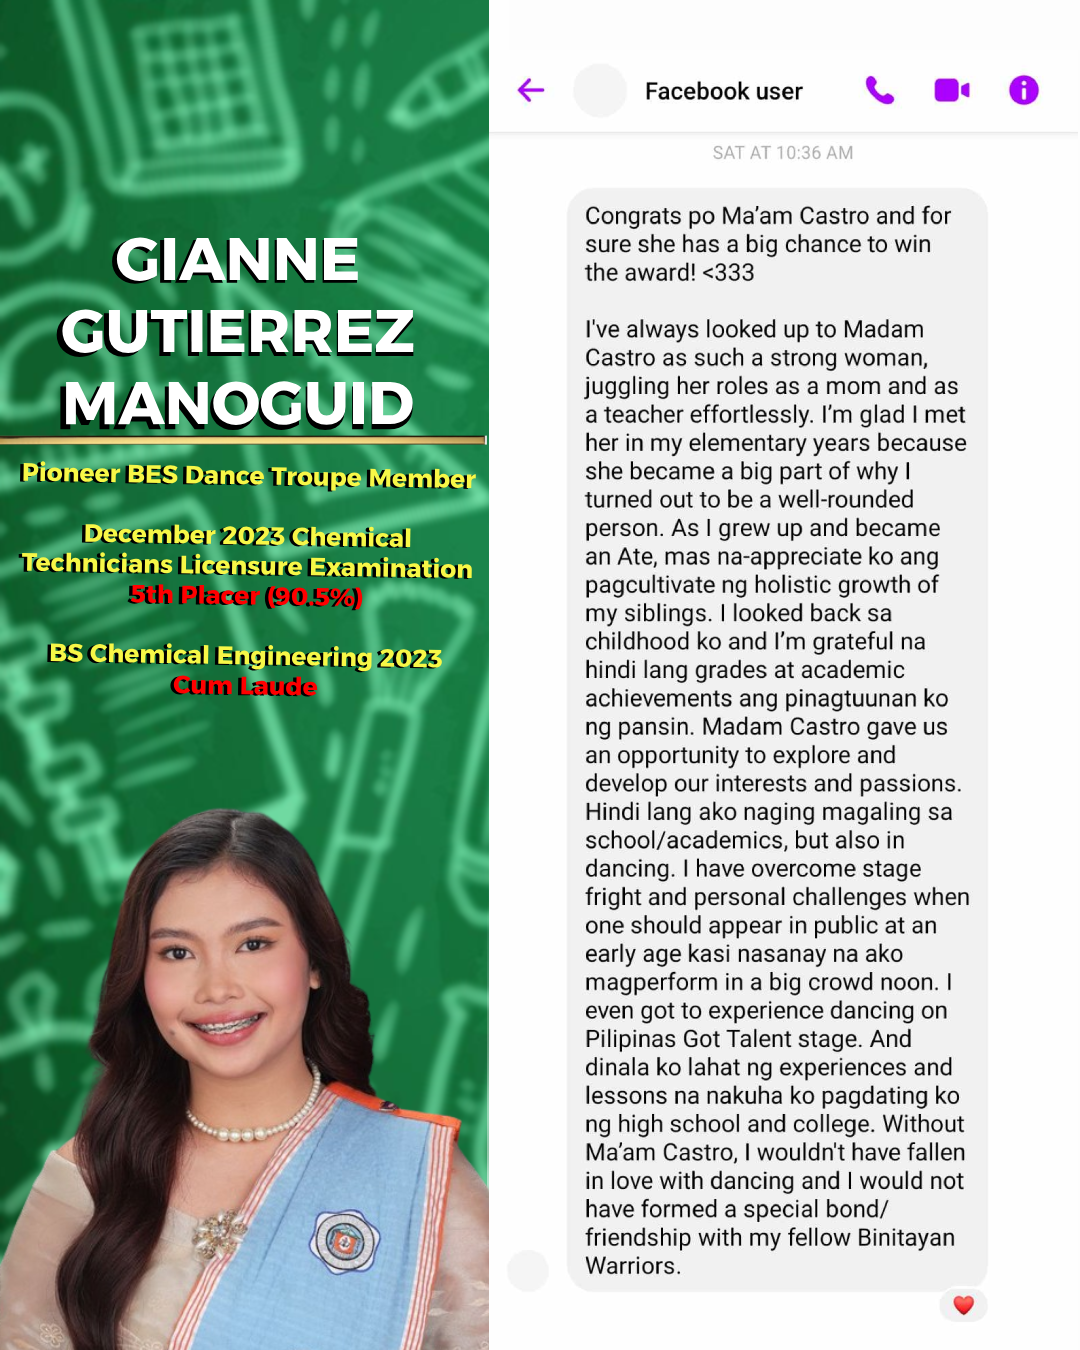 GIANNE
GUTIERREZ
MANOGUID
Pioneer BES Dance Troupe Member
December 2023 Chemical
Technicians Licensure Examination
5th Placer (90.5%)
BS Chemical Engineering 2023
Cum Laude
Facebook user
SAT AT 10:36 AM
Congrats po Ma’am Castro and for
sure she has a big chance to win
the award! <333
I've always looked up to Madam
Castro as such a strong woman,
juggling her roles as a mom and as
a teacher effortlessly. I’m glad I met
her in my elementary years because
she became a big part of why I
turned out to be a well-rounded
person. As I grew up and became
an Ate, mas na-appreciate ko ang
pagcultivate ng holistic growth of
my siblings. I looked back sa
childhood ko and I’m grateful na
hindi lang grades at academic
achievements ang pinagtuunan ko
ng pansin. Madam Castro gave us
an opportunity to explore and
develop our interests and passions.
Hindi lang ako naging magaling sa
school/academics, but also in
dancing. I have overcome stage
fright and personal challenges when
one should appear in public at an
early age kasi nasanay na ako
magperform in a big crowd noon. I
even got to experience dancing on
Pilipinas Got Talent stage. And
dinala ko lahat ng experiences and
lessons na nakuha ko pagdating ko
ng high school and college. Without
Ma’am Castro, I wouldn't have fallen
in love with dancing and I would not
have formed a special bond/
friendship with my fellow Binitayan
Warriors.